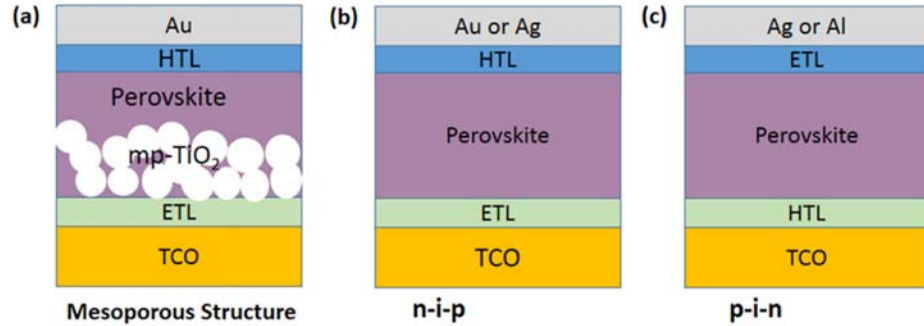 (a)
Au
HTL
Perovskite
mp-TiO₂
ETL
TCO
Mesoporous Structure
(b)
Au or Ag
HTL
Perovskite
ETL
TCO
n-i-p
(c)
Ag or Al
ETL
Perovskite
HTL
TCO
p-i-n